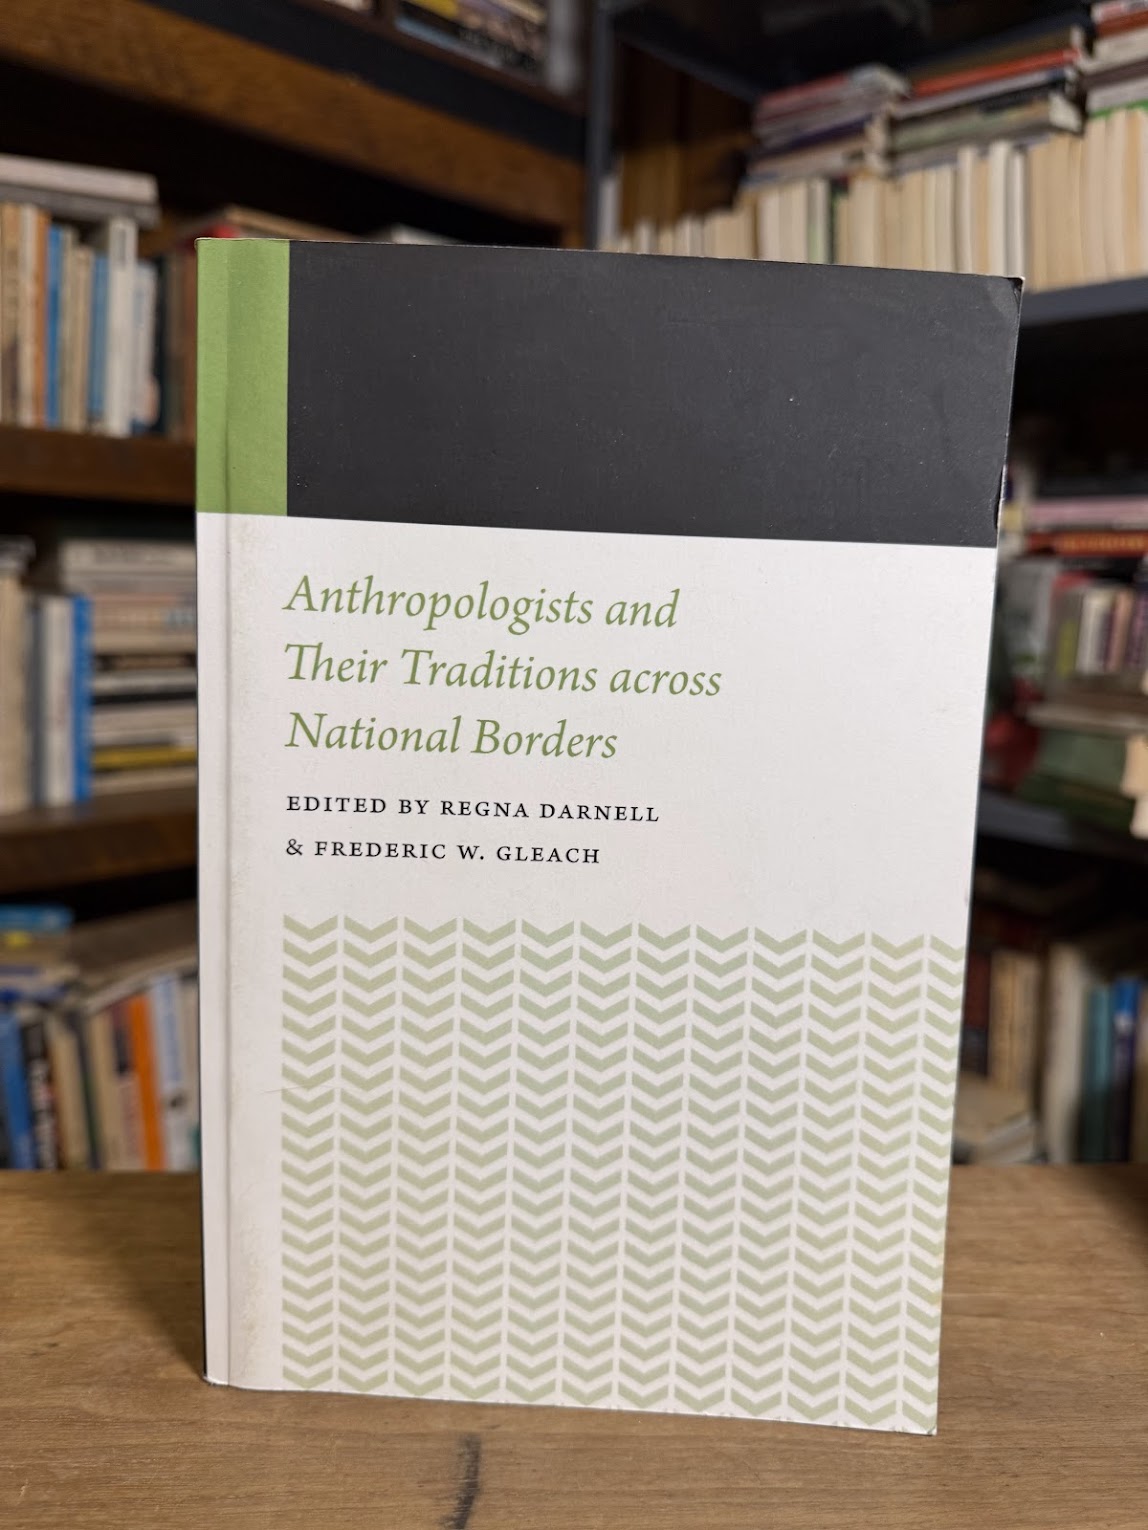 Anthropologists and
Their Traditions across
National Borders
EDITED BY REGNA DARNELL
& FREDERIC W. GLEACH